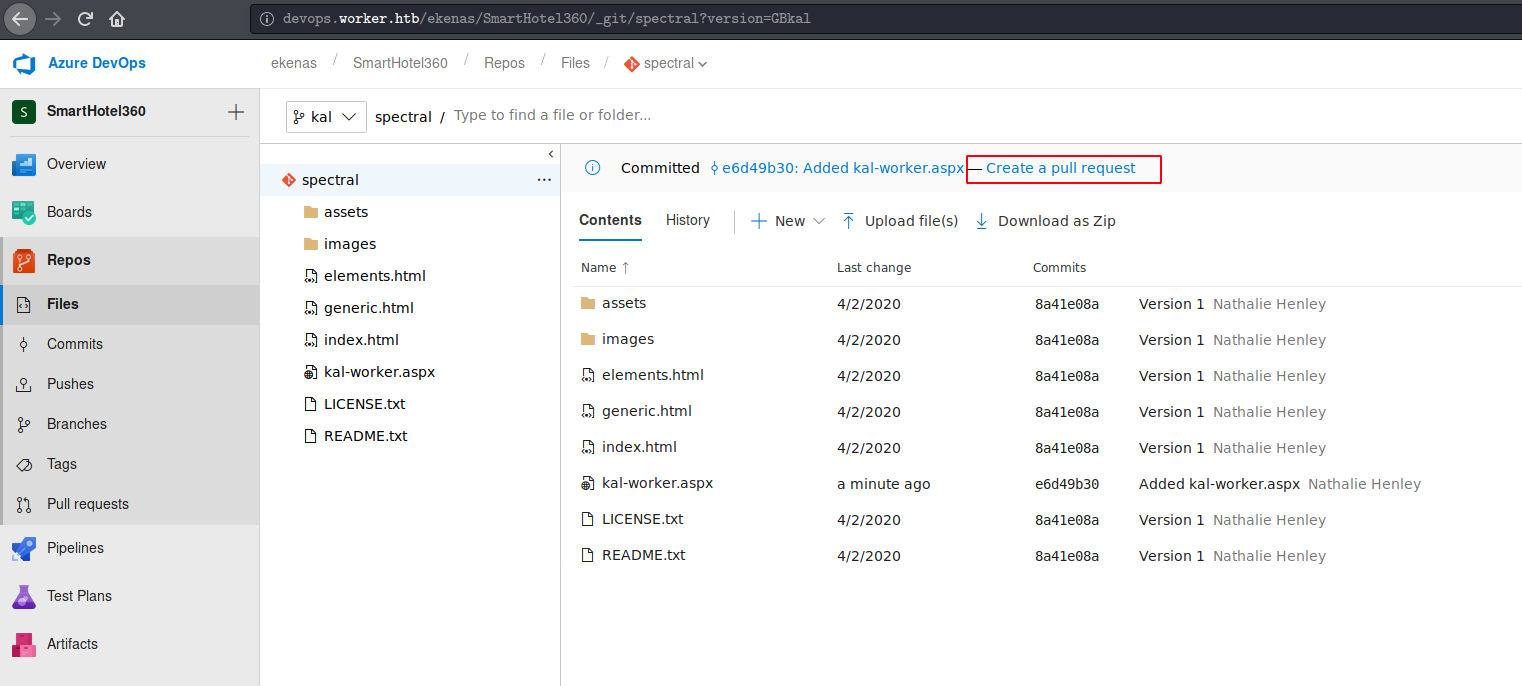 devops.worker.htb/ekenas/SmartHotel360/_git/spectral?version=GBkal
Azure DevOps
ekenas / SmartHotel360 / Repos / Files / spectral
S SmartHotel360
kal spectral / Type to find a file or folder...
Overview
Boards
Repos
Files
Commits
Pushes
Branches
Tags
Pull requests
Pipelines
Test Plans
Artifacts
spectral
assets
images
elements.html
generic.html
index.html
kal-worker.aspx
LICENSE.txt
README.txt
Committed e6d49b30: Added kal-worker.aspx — Create a pull request
Contents History New Upload file(s) Download as Zip
Name ↑ Last change Commits
assets 4/2/2020 8a41e08a Version 1 Nathalie Henley
images 4/2/2020 8a41e08a Version 1 Nathalie Henley
elements.html 4/2/2020 8a41e08a Version 1 Nathalie Henley
generic.html 4/2/2020 8a41e08a Version 1 Nathalie Henley
index.html 4/2/2020 8a41e08a Version 1 Nathalie Henley
kal-worker.aspx a minute ago e6d49b30 Added kal-worker.aspx Nathalie Henley
LICENSE.txt 4/2/2020 8a41e08a Version 1 Nathalie Henley
README.txt 4/2/2020 8a41e08a Version 1 Nathalie Henley